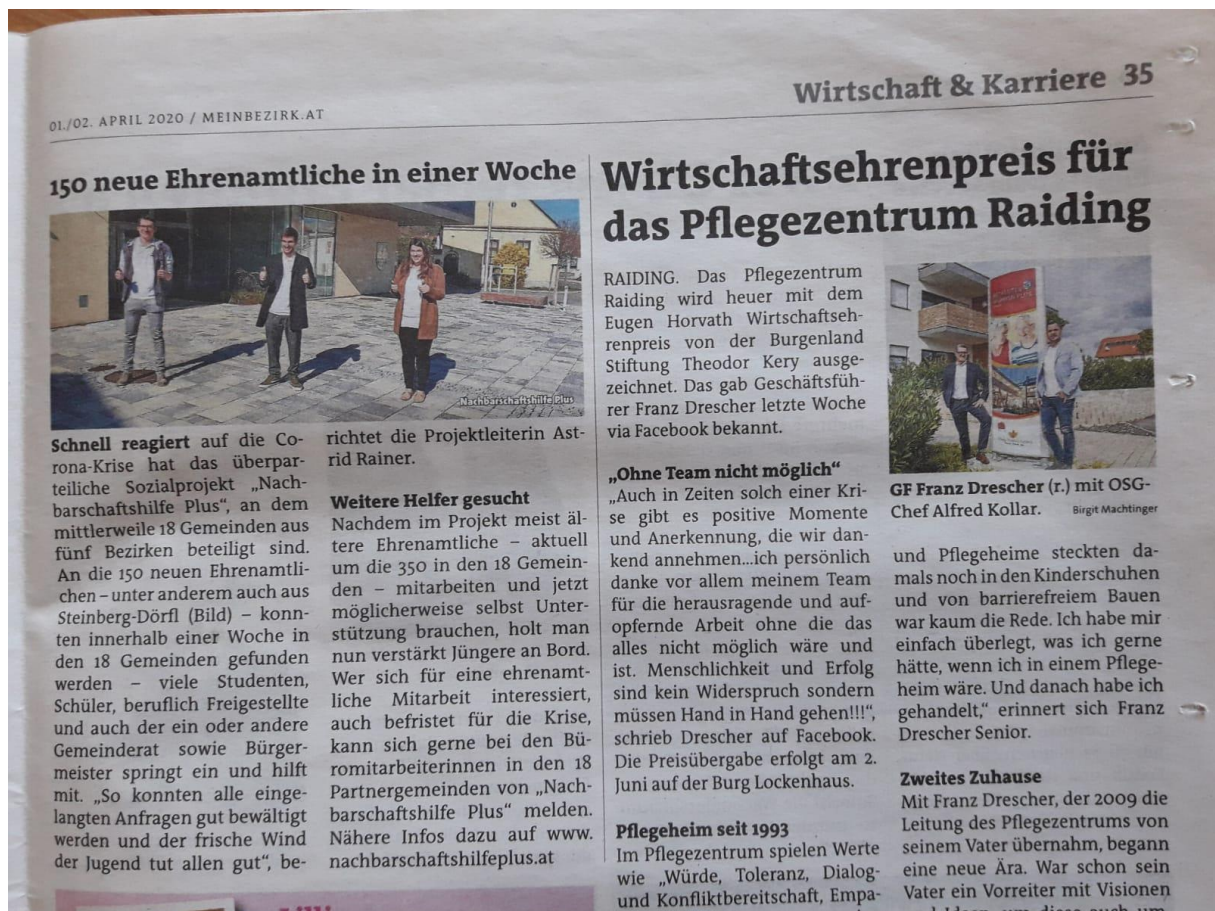 01./02. APRIL 2020 / MEINBEZIRK.AT
Wirtschaft & Karriere 35
150 neue Ehrenamtliche in einer Woche
Nachbarschaftshilfe Plus
Schnell reagiert auf die Co-
rona-Krise hat das überpar-
teiliche Sozialprojekt „Nach-
barschaftshilfe Plus“, an dem
mittlerweile 18 Gemeinden aus
fünf Bezirken beteiligt sind.
An die 150 neuen Ehrenamtli-
chen – unter anderem auch aus
Steinberg-Dörfl (Bild) – konn-
ten innerhalb einer Woche in
den 18 Gemeinden gefunden
werden – viele Studenten,
Schüler, beruflich Freigestellte
und auch der ein oder andere
Gemeinderat sowie Bürger-
meister springt ein und hilft
mit. „So konnten alle einge-
langten Anfragen gut bewältigt
werden und der frische Wind
der Jugend tut allen gut“, be-
richtet die Projektleiterin Ast-
rid Rainer.
Weitere Helfer gesucht
Nachdem im Projekt meist äl-
tere Ehrenamtliche – aktuell
um die 350 in den 18 Gemein-
den – mitarbeiten und jetzt
möglicherweise selbst Unter-
stützung brauchen, holt man
nun verstärkt Jüngere an Bord.
Wer sich für eine ehrenamt-
liche Mitarbeit interessiert,
auch befristet für die Krise,
kann sich gerne bei den Bü-
romitarbeiterinnen in den 18
Partnergemeinden von „Nach-
barschaftshilfe Plus“ melden.
Nähere Infos dazu auf www.
nachbarschaftshilfeplus.at
Wirtschaftsehrenpreis für
das Pflegezentrum Raiding
RAIDING. Das Pflegezentrum
Raiding wird heuer mit dem
Eugen Horvath Wirtschaftseh-
renpreis von der Burgenland
Stiftung Theodor Kery ausge-
zeichnet. Das gab Geschäftsfüh-
rer Franz Drescher letzte Woche
via Facebook bekannt.
„Ohne Team nicht möglich“
„Auch in Zeiten solch einer Kri-
se gibt es positive Momente
und Anerkennung, die wir dan-
kend annehmen...ich persönlich
danke vor allem meinem Team
für die herausragende und auf-
opfernde Arbeit ohne die das
alles nicht möglich wäre und
ist. Menschlichkeit und Erfolg
sind kein Widerspruch sondern
müssen Hand in Hand gehen!!!“,
schrieb Drescher auf Facebook.
Die Preisübergabe erfolgt am 2.
Juni auf der Burg Lockenhaus.
Pflegeheim seit 1993
Im Pflegezentrum spielen Werte
wie „Würde, Toleranz, Dialog-
und Konfliktbereitschaft, Empa-
GF Franz Drescher (r.) mit OSG-
Chef Alfred Kollar. Birgit Machtinger
und Pflegeheime steckten da-
mals noch in den Kinderschuhen
und von barrierefreiem Bauen
war kaum die Rede. Ich habe mir
einfach überlegt, was ich gerne
hätte, wenn ich in einem Pflege-
heim wäre. Und danach habe ich
gehandelt,“ erinnert sich Franz
Drescher Senior.
Zweites Zuhause
Mit Franz Drescher, der 2009 die
Leitung des Pflegezentrums von
seinem Vater übernahm, begann
eine neue Ära. War schon sein
Vater ein Vorreiter mit Visionen